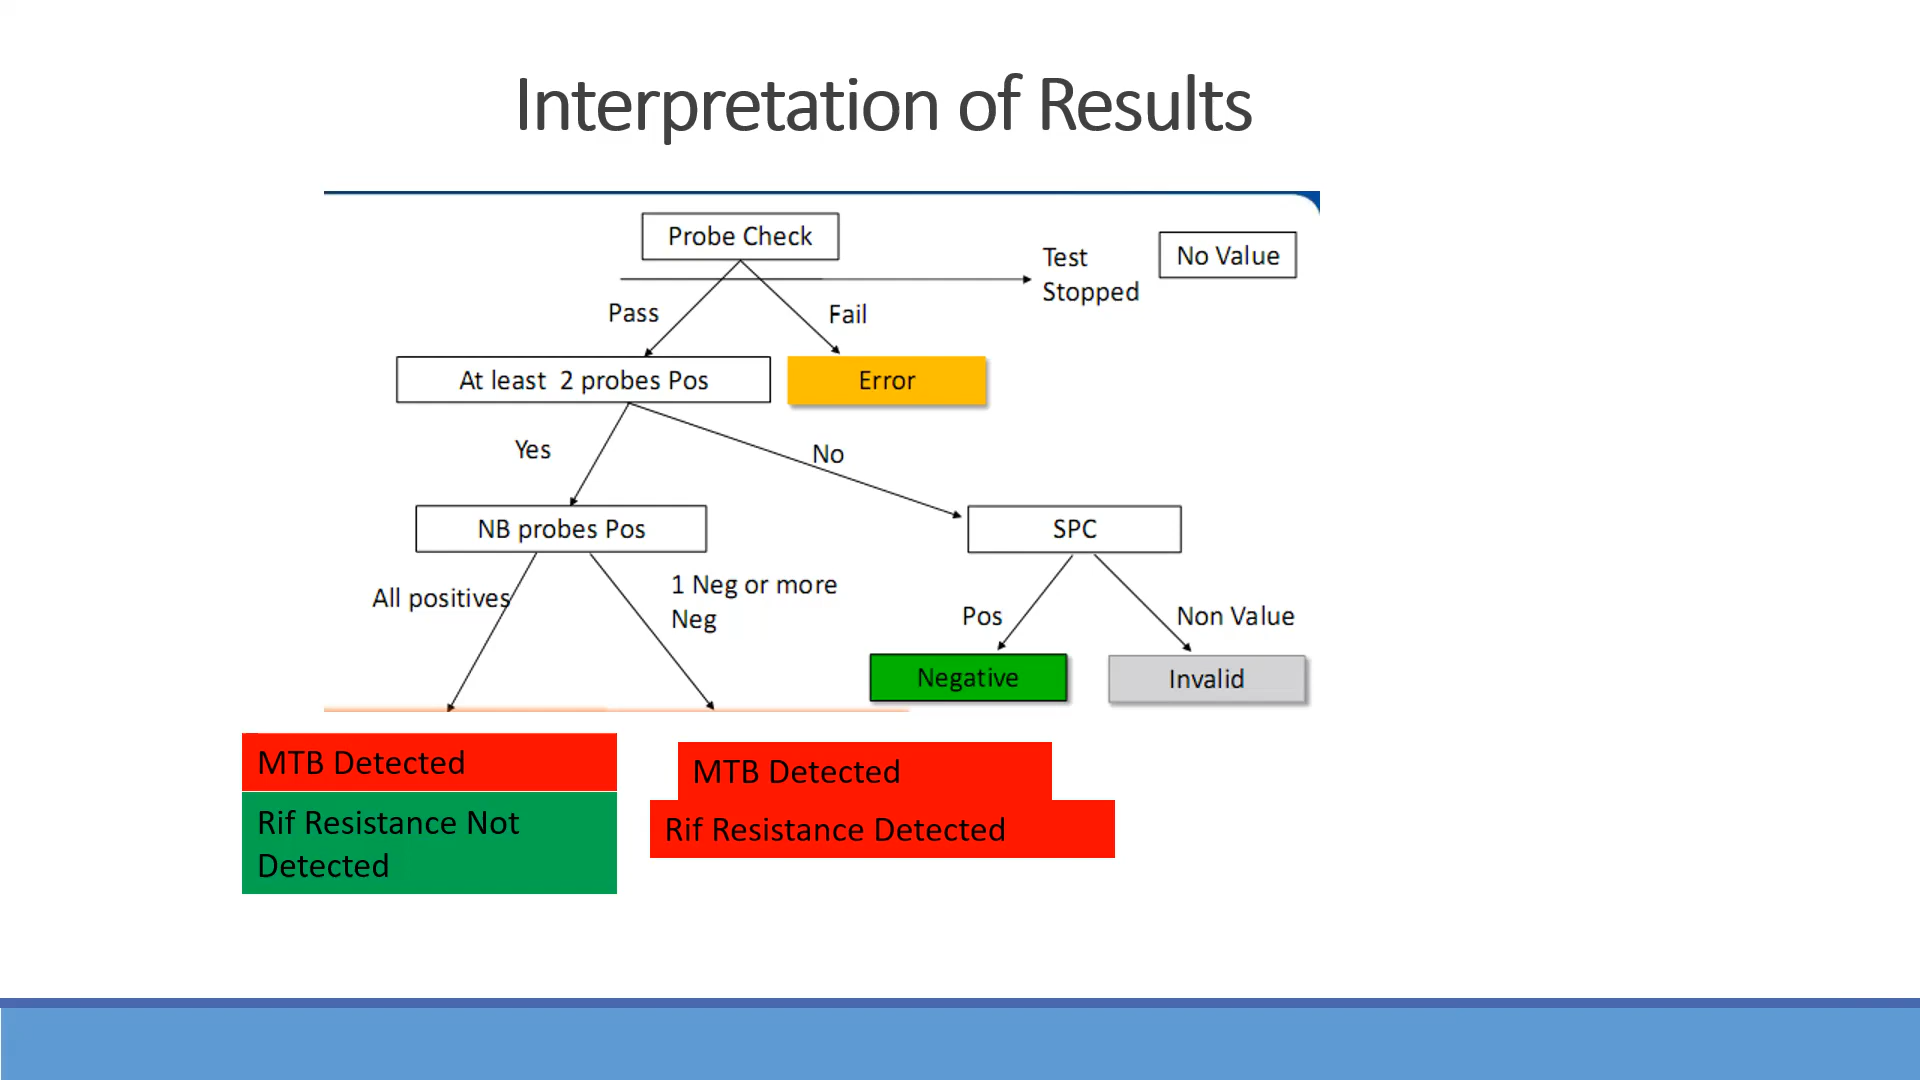 Interpretation of Results
Probe Check
Test
Stopped
No Value
Pass
Fail
At least 2 probes Pos
Error
Yes
No
NB probes Pos
SPC
All positives
1 Neg or more
Neg
Pos
Non Value
Negative
Invalid
MTB Detected
Rif Resistance Not
Detected
MTB Detected
Rif Resistance Detected